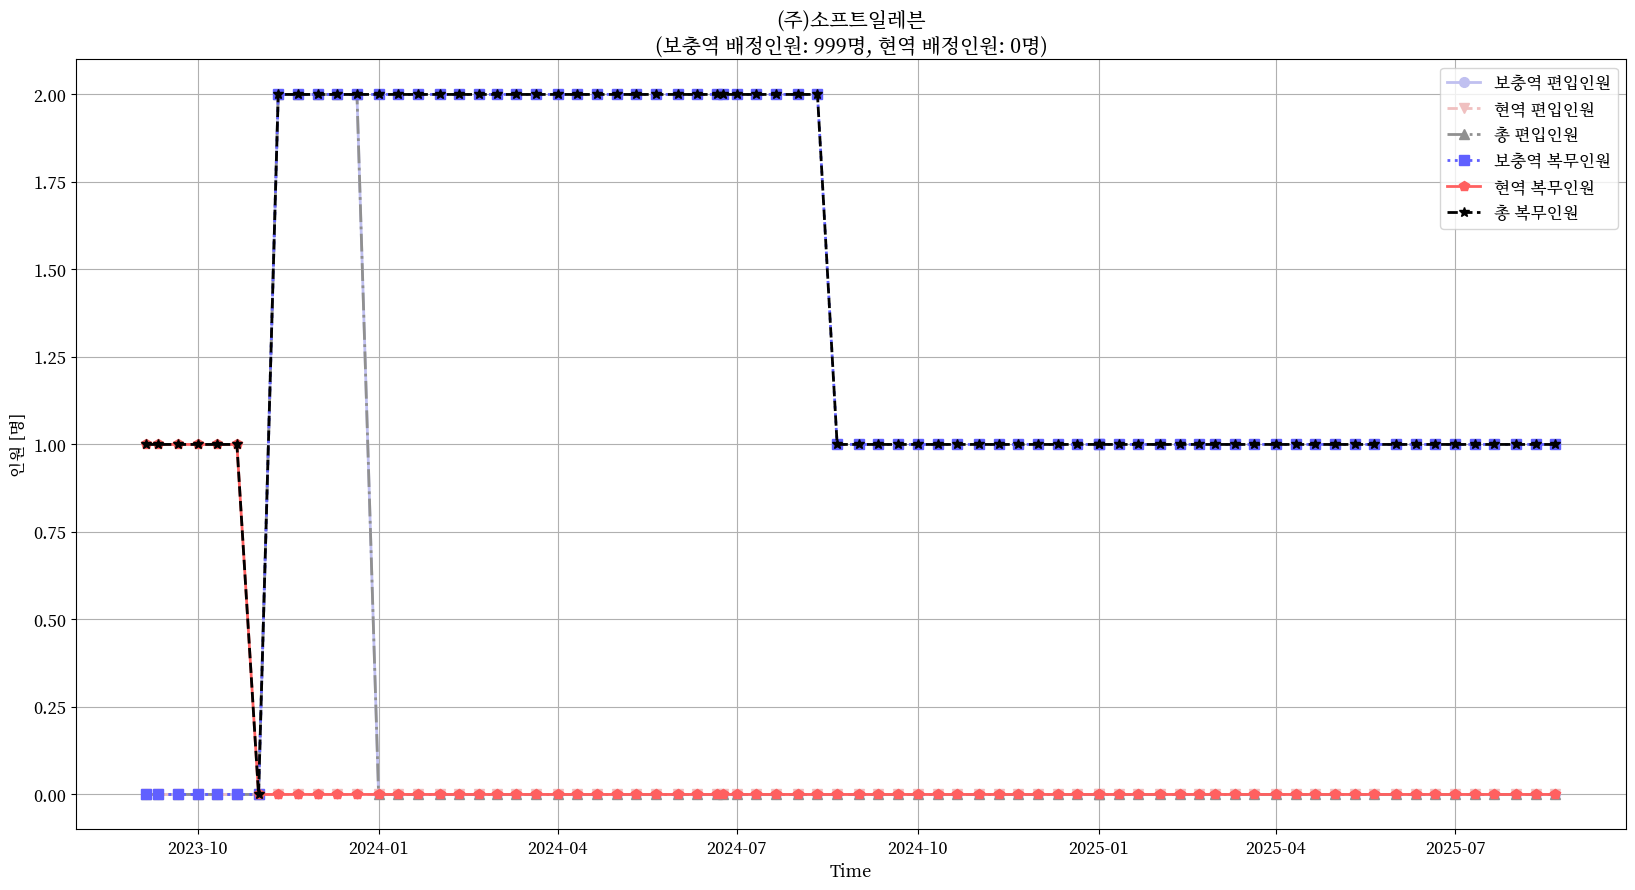 (주)소프트일레븐
(보충역 배정인원: 999명, 현역 배정인원: 0명)
보충역 편입인원
현역 편입인원
총 편입인원
보충역 복무인원
현역 복무인원
총 복무인원
인원 [명]
2.00
1.75
1.50
1.25
1.00
0.75
0.50
0.25
0.00
2023-10
2024-01
2024-04
2024-07
2024-10
2025-01
2025-04
2025-07
Time